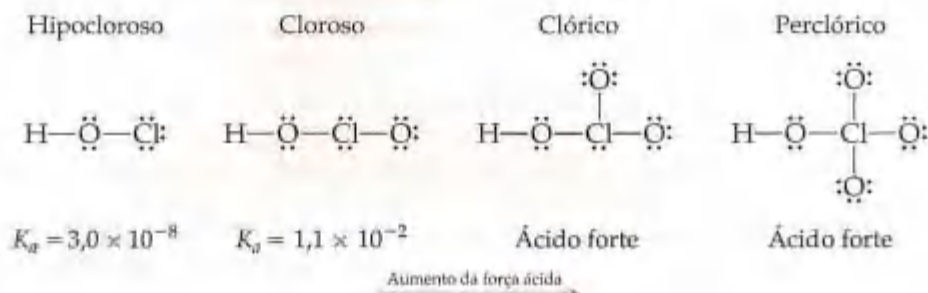 Hipocloroso Cloroso Clórico Perclórico
:Ö: :Ö:
H—Ö—Cl: H—Ö—Cl—Ö: H—Ö—Cl—Ö: H—Ö—Cl—Ö:
:Ö:
Kₐ = 3,0 × 10⁻⁸ Kₐ = 1,1 × 10⁻² Ácido forte Ácido forte
Aumento da força ácida